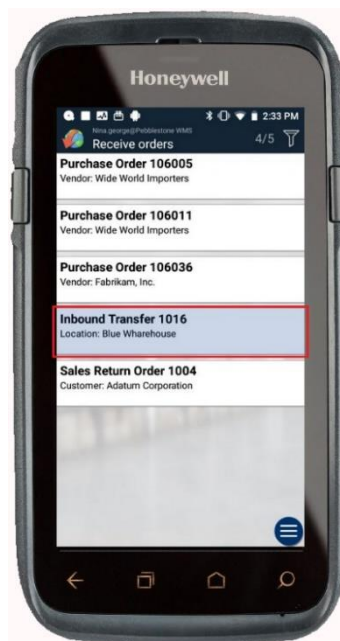 Honeywell
2:33 PM
Nina.george@Pebblestone WMS
Receive orders
4/5
Purchase Order 106005
Vendor: Wide World Importers
Purchase Order 106011
Vendor: Wide World Importers
Purchase Order 106036
Vendor: Fabrikam, Inc.
Inbound Transfer 1016
Location: Blue Wharehouse
Sales Return Order 1004
Customer: Adatum Corporation